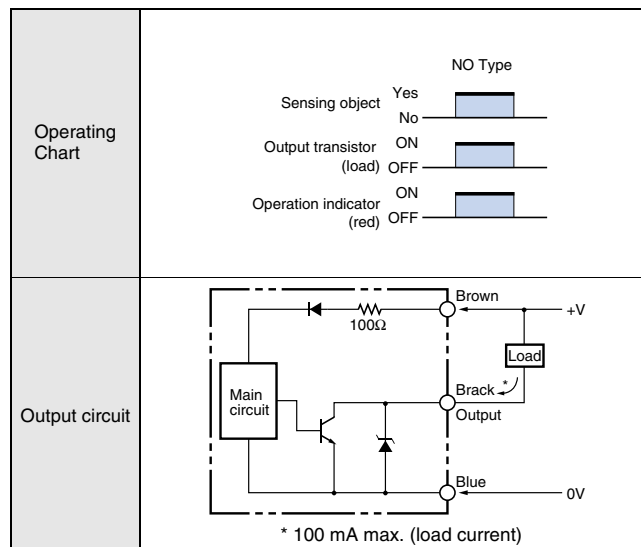 Operating
Chart
NO Type
Sensing object
Yes
No
Output transistor
(load)
ON
OFF
Operation indicator
(red)
ON
OFF
Output circuit
Brown
+V
100Ω
Load
Main
circuit
Brack
*
Output
Blue
0V
* 100 mA max. (load current)